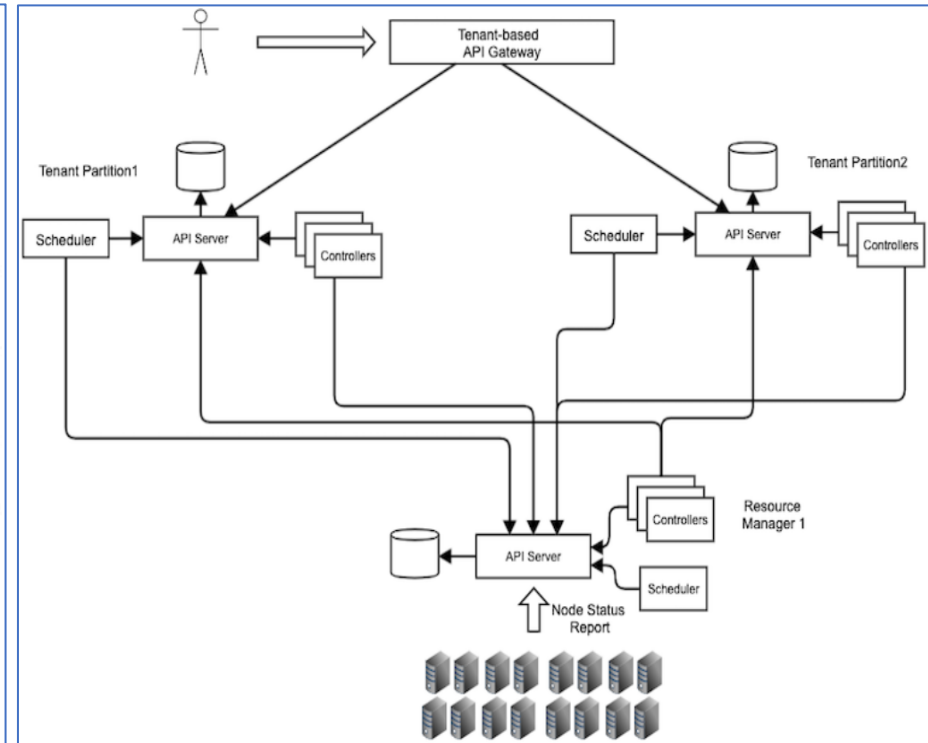 Tenant-based
API Gateway
Tenant Partition1
Tenant Partition2
Scheduler
API Server
Controllers
Scheduler
API Server
Controllers
Controllers
Resource
Manager 1
API Server
Scheduler
Node Status
Report